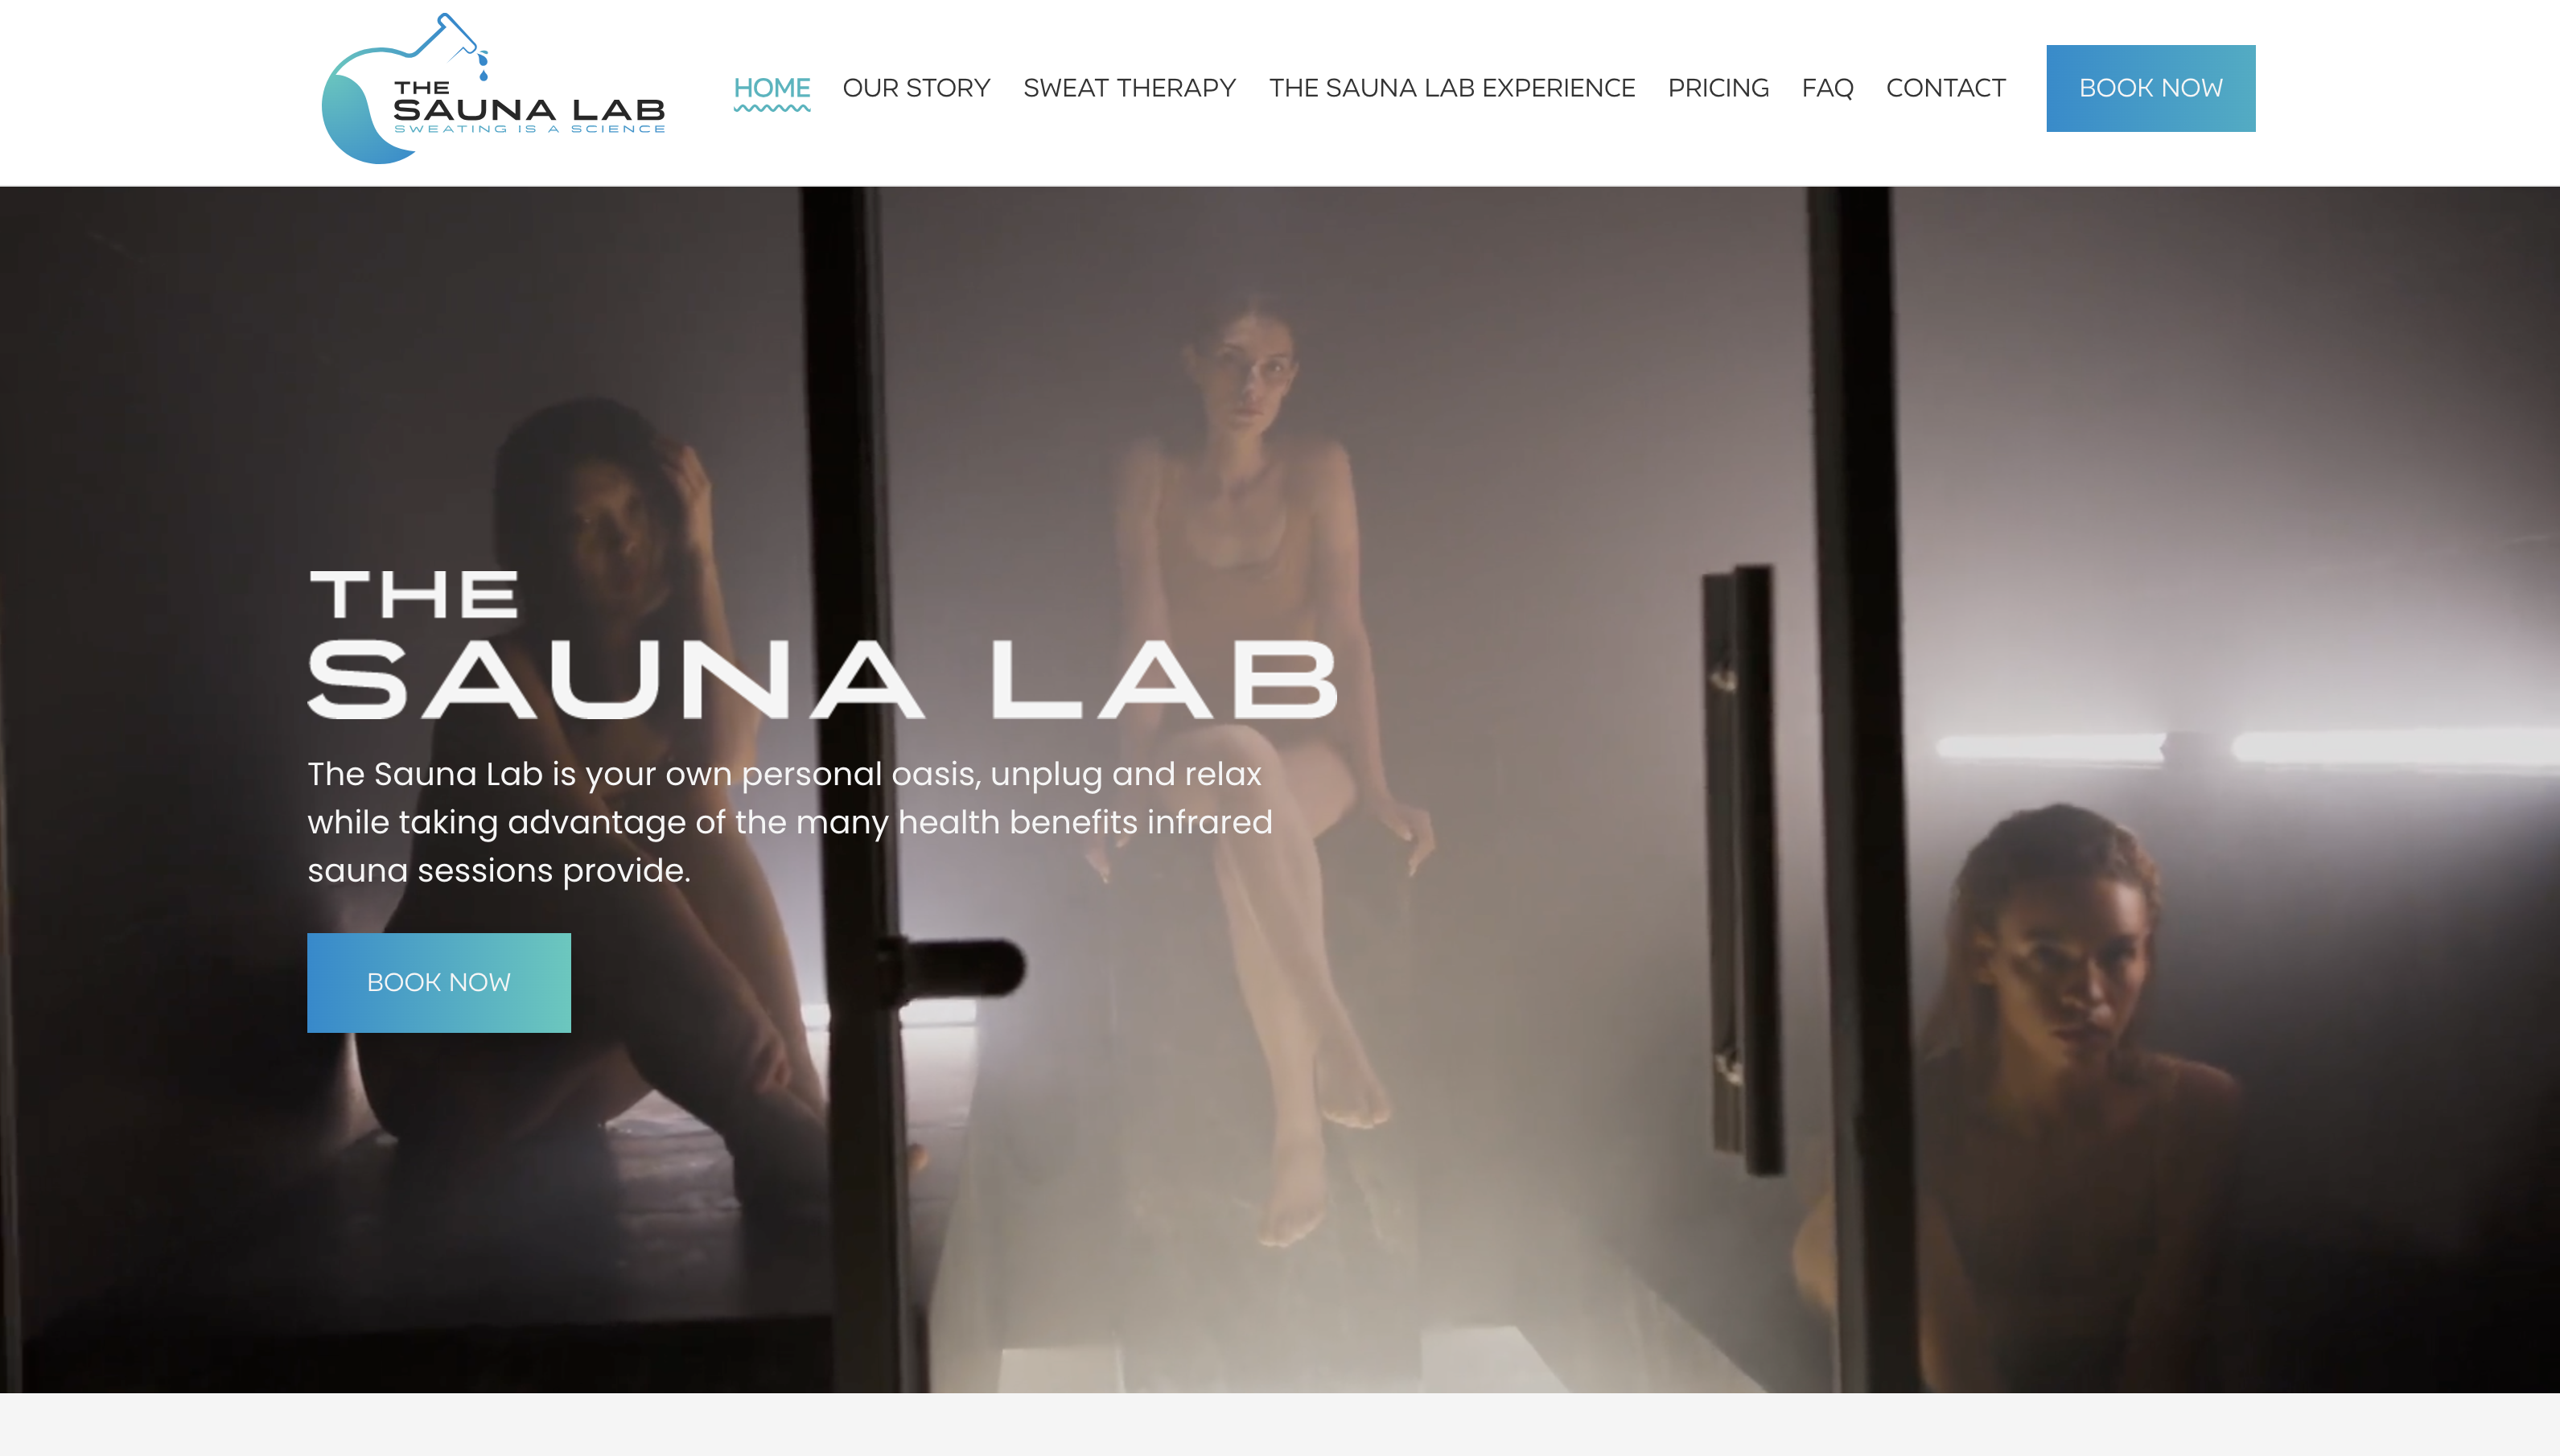 THE
SAUNA LAB
SWEATING IS A SCIENCE
HOME
OUR STORY
SWEAT THERAPY
THE SAUNA LAB EXPERIENCE
PRICING
FAQ
CONTACT
BOOK NOW
THE
SAUNA LAB
The Sauna Lab is your own personal oasis, unplug and relax
while taking advantage of the many health benefits infrared
sauna sessions provide.
BOOK NOW